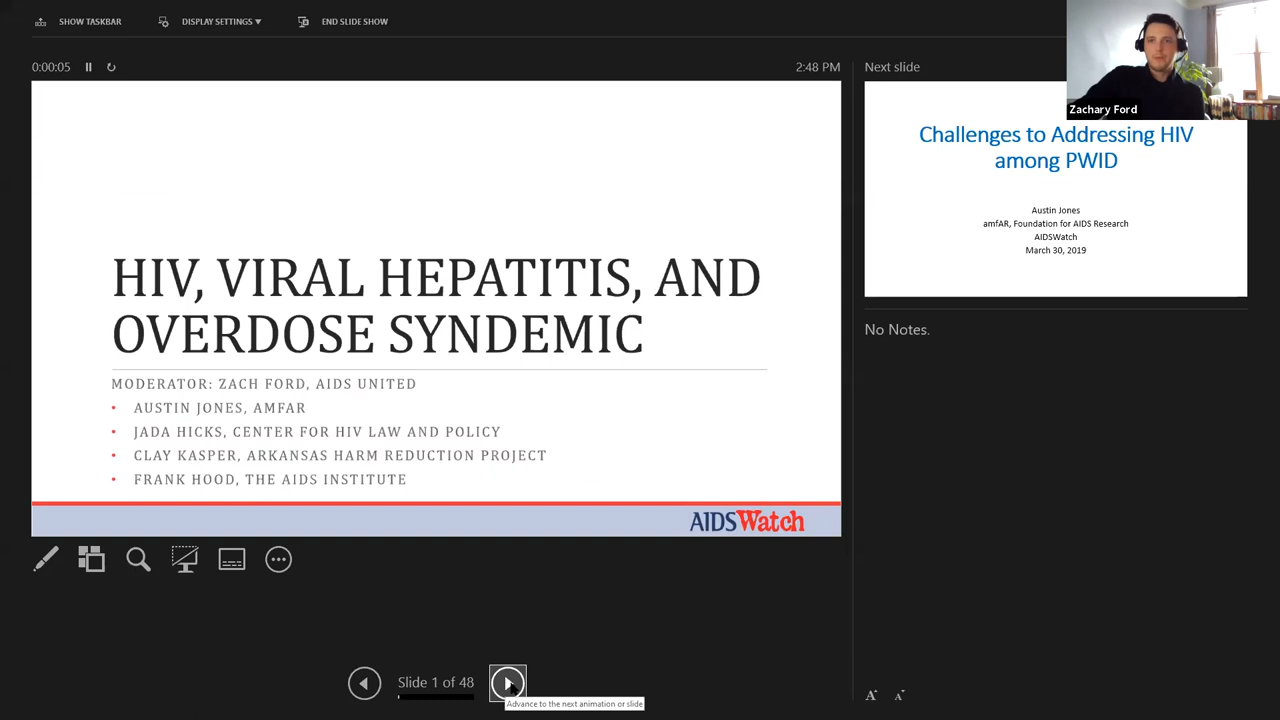 SHOW TASKBAR
DISPLAY SETTINGS ▼
END SLIDE SHOW
0:00:05
2:48 PM
HIV, VIRAL HEPATITIS, AND
OVERDOSE SYNDEMIC
MODERATOR: ZACH FORD, AIDS UNITED
• AUSTIN JONES, AMFAR
• JADA HICKS, CENTER FOR HIV LAW AND POLICY
• CLAY KASPER, ARKANSAS HARM REDUCTION PROJECT
• FRANK HOOD, THE AIDS INSTITUTE
AIDSWatch
Slide 1 of 48
Advance to the next animation or slide
Next slide
Zachary Ford
Challenges to Addressing HIV
among PWID
Austin Jones
amfAR, Foundation for AIDS Research
AIDSWatch
March 30, 2019
No Notes.
A A